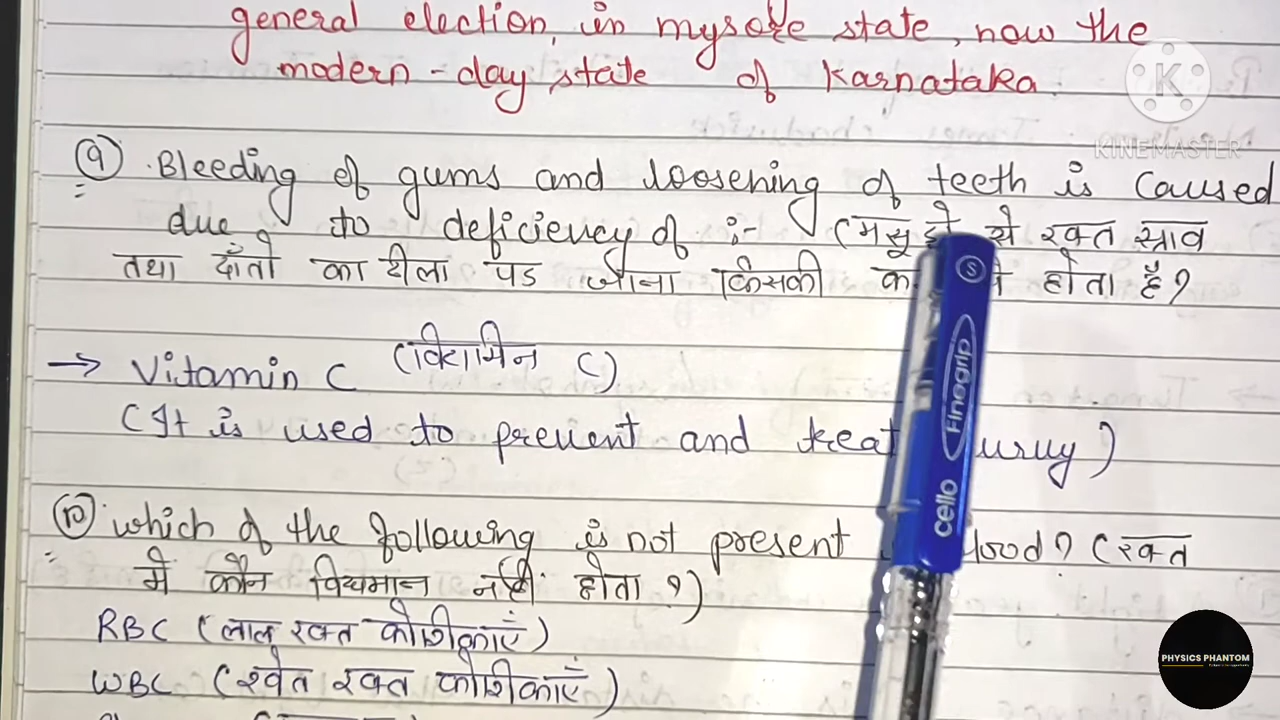 general election, in mysore state, now the
modern-day state of Karnataka.
KINEMASTER
(9) Bleeding of gums and loosening of teeth is caused
due to deficiency of :- (मसूड़ो से रक्त स्राव
तथा दाँतो का ढीला पड जाना किसकी होता है?
→ Vitamin C (विटामिन C)
(It is used to prevent and treat
(10) which of the following is not present ? (रक्त
मे कौन विद्यमान नही होता ?)
RBC (लाल रक्त कोशिकाएँ)
WBC (श्वेत रक्त कोशिकाएँ)
cello Finogrip
S
K
PHYSICS PHANTOM